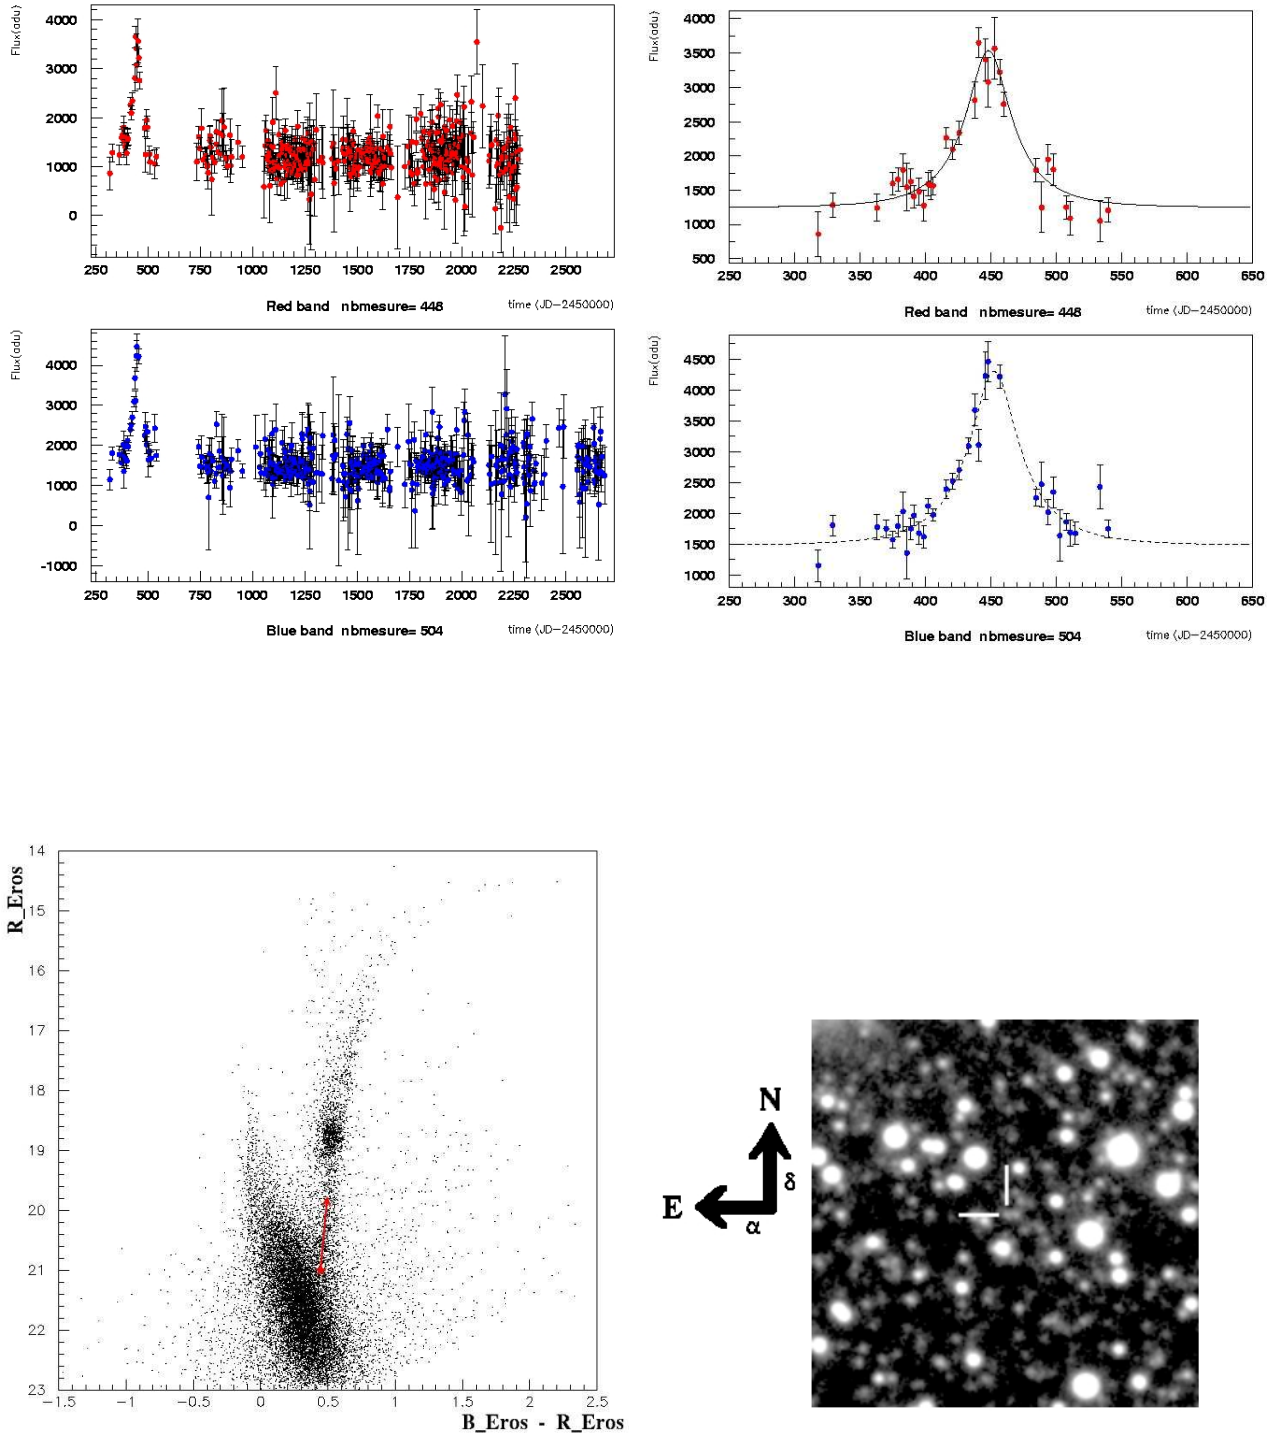 Flux(adu)
4000
3000
2000
1000
0
250 500 750 1000 1250 1500 1750 2000 2250 2500
Red band nbmesure= 448
time (JD-2450000)
Flux(adu)
4000
3500
3000
2500
2000
1500
1000
500
250 300 350 400 450 500 550 600 650
Red band nbmesure= 448
time (JD-2450000)
Flux(adu)
4000
3000
2000
1000
0
-1000
250 500 750 1000 1250 1500 1750 2000 2250 2500
Blue band nbmesure= 504
time (JD-2450000)
Flux(adu)
4500
4000
3500
3000
2500
2000
1500
1000
250 300 350 400 450 500 550 600 650
Blue band nbmesure= 504
time (JD-2450000)
R_Eros
14
15
16
17
18
19
20
21
22
23
-1.5 -1 -0.5 0 0.5 1 1.5 2 2.5
B_Eros - R_Eros
N
δ
E
α